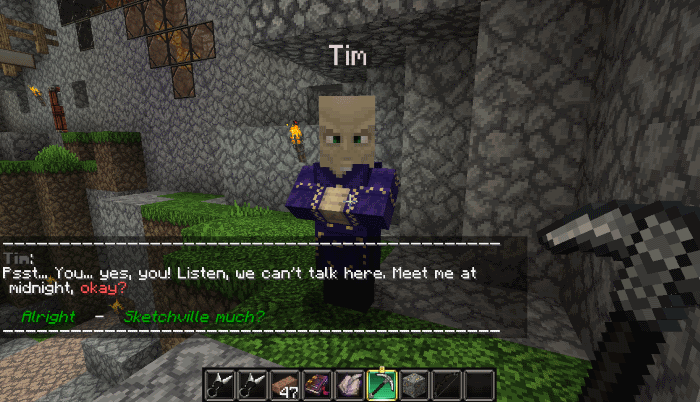 Tim
Tim:
Psst... You... yes, you! Listen, we can't talk here. Meet me at
midnight, okay?
Alright - Sketchville much?
47